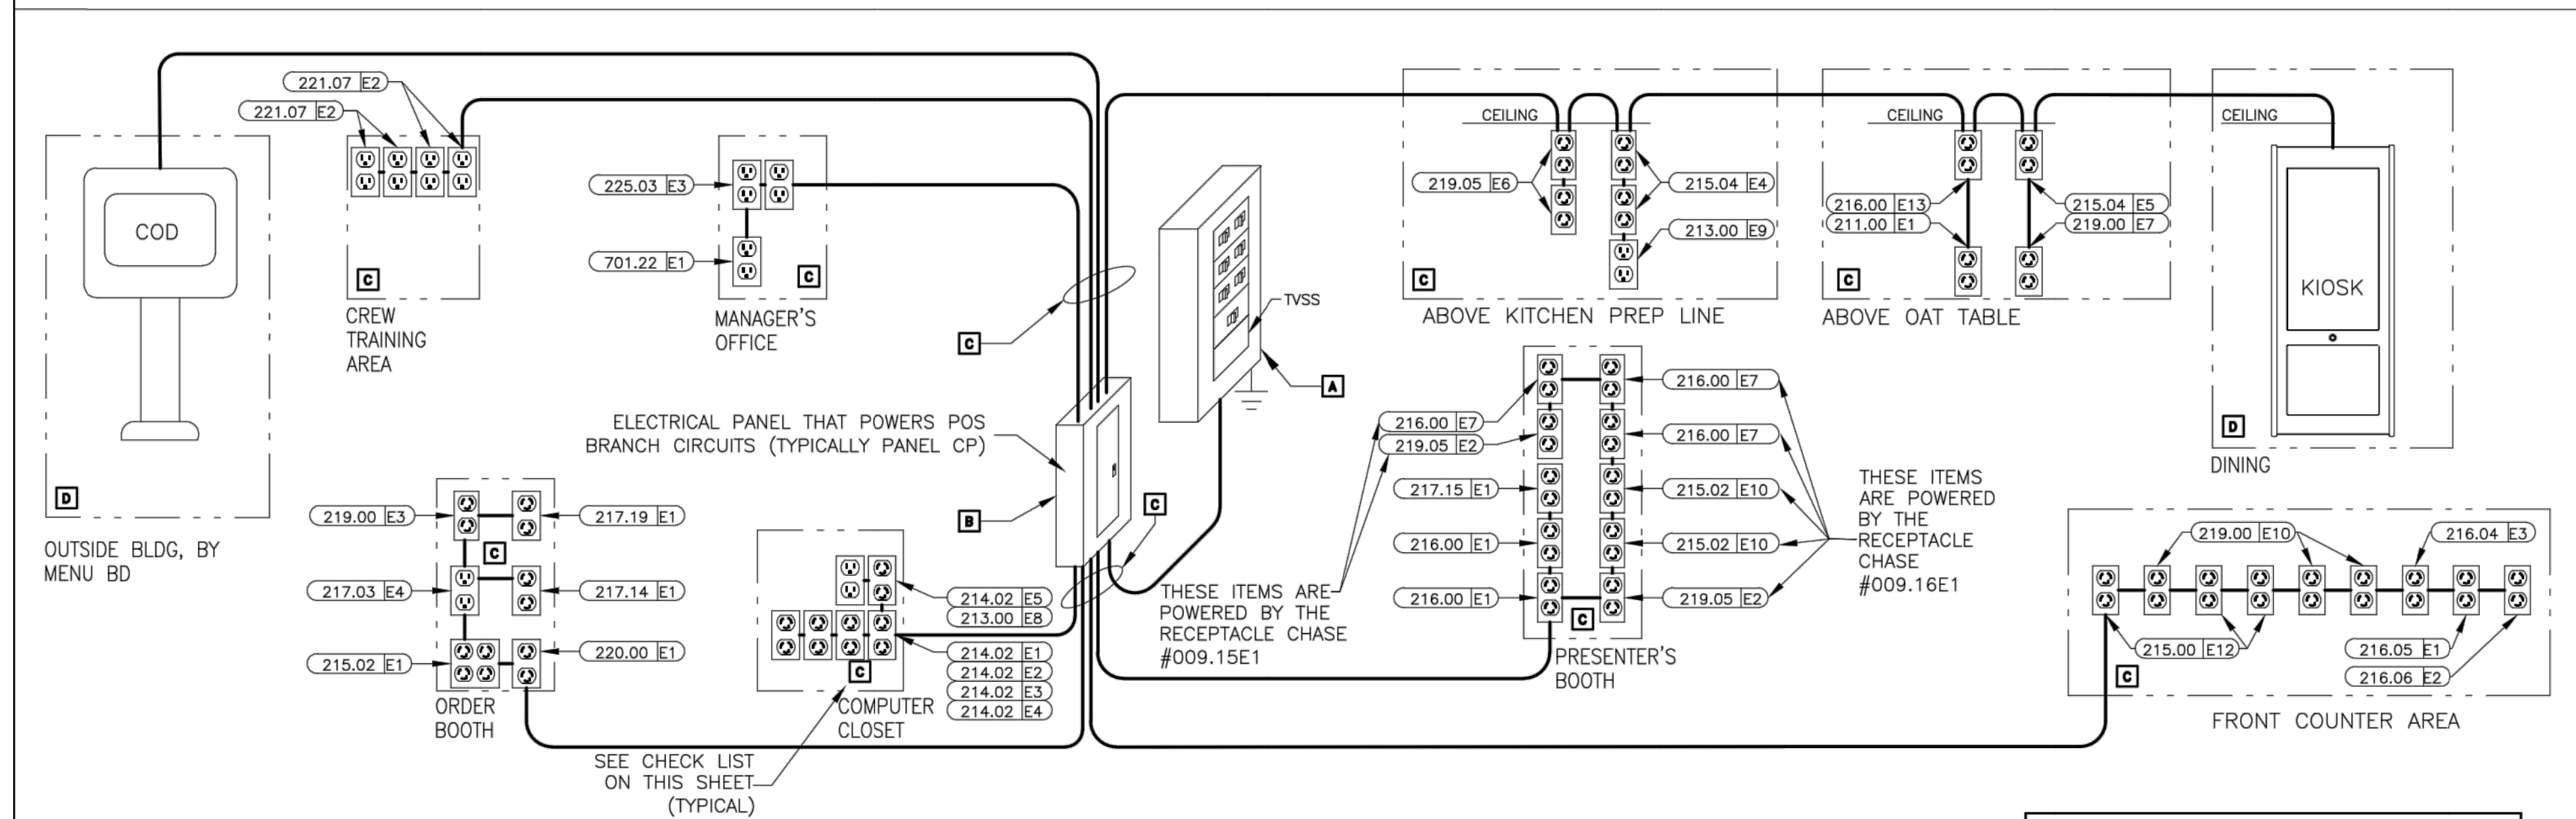 221.07 E2
221.07 E2
COD
D
OUTSIDE BLDG, BY
MENU BD
C
CREW
TRAINING
AREA
225.03 E3
701.22 E1
C
MANAGER'S
OFFICE
C
TVSS
A
ELECTRICAL PANEL THAT POWERS POS
BRANCH CIRCUITS (TYPICALLY PANEL CP)
B
C
CEILING
219.05 E6
215.04 E4
213.00 E9
C
ABOVE KITCHEN PREP LINE
CEILING
216.00 E13
211.00 E1
215.04 E5
219.00 E7
C
ABOVE OAT TABLE
CEILING
KIOSK
D
DINING
219.00 E3
217.19 E1
C
217.03 E4
217.14 E1
215.02 E1
220.00 E1
ORDER
BOOTH
214.02 E5
213.00 E8
214.02 E1
214.02 E2
214.02 E3
214.02 E4
C
COMPUTER
CLOSET
SEE CHECK LIST
ON THIS SHEET
(TYPICAL)
216.00 E7
219.05 E2
217.15 E1
216.00 E1
216.00 E1
THESE ITEMS ARE
POWERED BY THE
RECEPTACLE CHASE
#009.15E1
216.00 E7
216.00 E7
215.02 E10
215.02 E10
219.05 E2
C
PRESENTER'S
BOOTH
THESE ITEMS
ARE POWERED
BY THE
RECEPTACLE
CHASE
#009.16E1
219.00 E10
216.04 E3
215.00 E12
216.05 E1
216.06 E2
C
FRONT COUNTER AREA